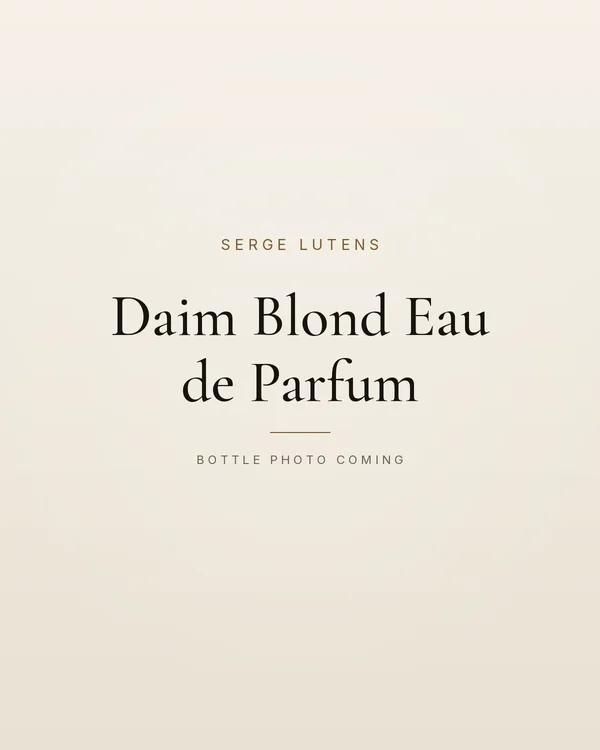 SERGE LUTENS
Daim Blond Eau
de Parfum
BOTTLE PHOTO COMING